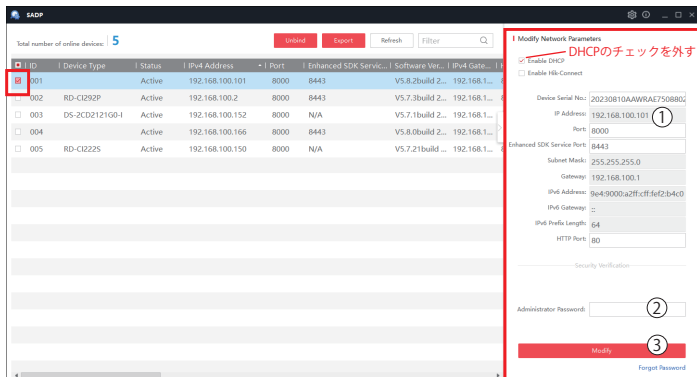 SADP
Total number of online devices: 5
Unbind
Export
Refresh
Filter
ID Device Type Status IPv4 Address Port Enhanced SDK Servic... Software Ver... IPv4 Gate...
001 Active 192.168.100.101 8000 8443 V5.8.2build 2... 192.168.1...
002 RD-CI292P Active 192.168.100.2 8000 8443 V5.7.3build 2... 192.168.1...
003 DS-2CD2121G0-I Active 192.168.100.152 8000 N/A V5.7.1build 2... 192.168.1...
004 Active 192.168.100.166 8000 8443 V5.8.0build 2... 192.168.1...
005 RD-CI222S Active 192.168.100.150 8000 N/A V5.7.21build ... 192.168.1...
Modify Network Parameters
DHCPのチェックを外す
Enable DHCP
Enable Hik-Connect
Device Serial No.: 20230810AAWRAE750880
IP Address: 192.168.100.101 ①
Port: 8000
Enhanced SDK Service Port: 8443
Subnet Mask: 255.255.255.0
Gateway: 192.168.100.1
IPv6 Address: 9e4:9000:a2ff:cff:fef2:b4c0
IPv6 Gateway: ::
IPv6 Prefix Length: 64
HTTP Port: 80
Security Verification
Administrator Password: ②
Modify ③
Forgot Password